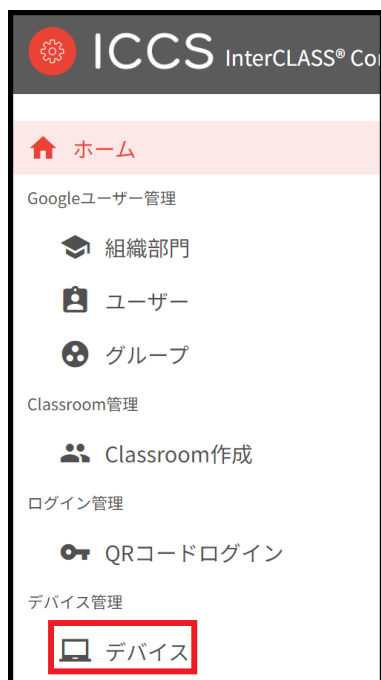 ICCS InterCLASS® Co
ホーム
Googleユーザー管理
組織部門
ユーザー
グループ
Classroom管理
Classroom作成
ログイン管理
QRコードログイン
デバイス管理
デバイス